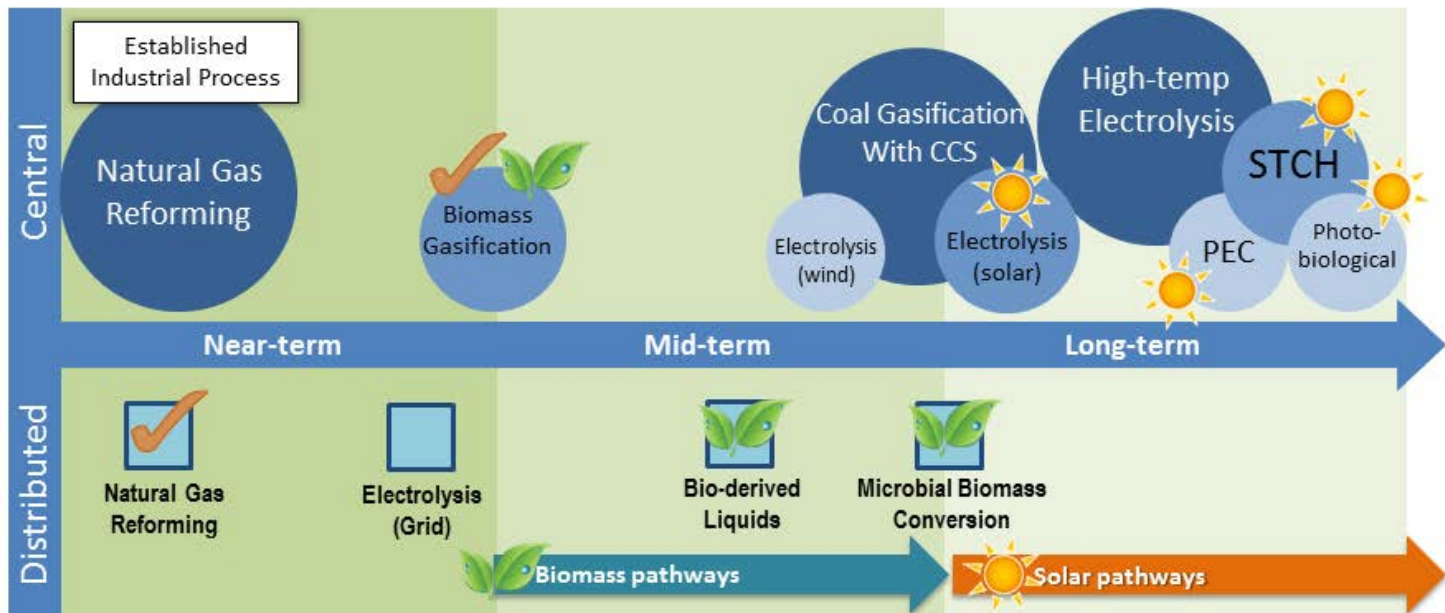 Central
Established
Industrial Process
Natural Gas
Reforming
Biomass
Gasification
Coal Gasification
With CCS
Electrolysis
(wind)
Electrolysis
(solar)
High-temp
Electrolysis
STCH
PEC
Photo-
biological
Near-term
Mid-term
Long-term
Distributed
Natural Gas
Reforming
Electrolysis
(Grid)
Bio-derived
Liquids
Microbial Biomass
Conversion
Biomass pathways
Solar pathways